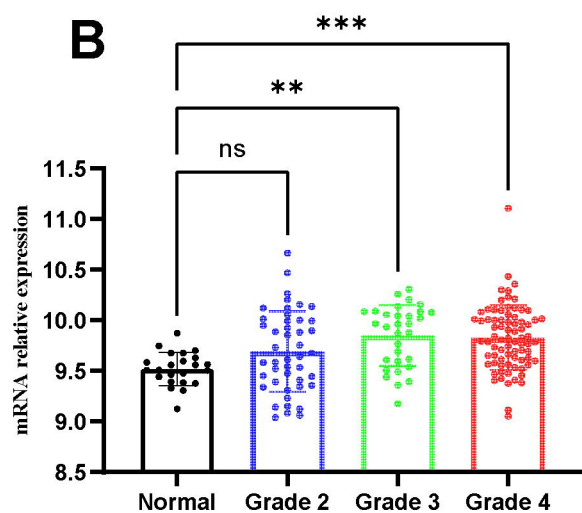 B
***
**
ns
mRNA relative expression
11.5
11.0
10.5
10.0
9.5
9.0
8.5
Normal Grade 2 Grade 3 Grade 4